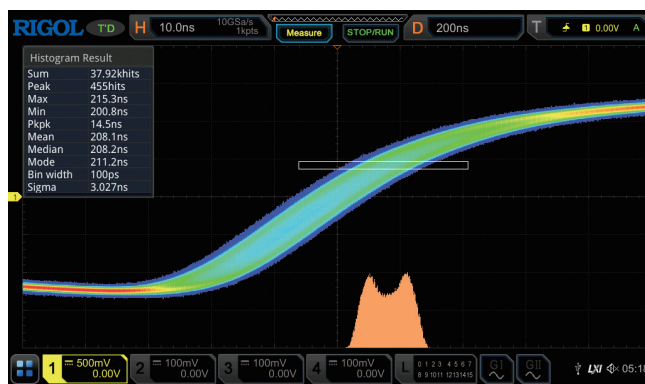 RIGOL T'D H 10.0ns 10GSa/s 1kpts Measure STOP/RUN D 200ns T 1 0.00V A
Histogram Result
Sum 37.92khits
Peak 455hits
Max 215.3ns
Min 200.8ns
Pkpk 14.5ns
Mean 208.1ns
Median 208.2ns
Mode 211.2ns
Bin width 100ps
Sigma 3.027ns
1
1 500mV 0.00V 2 100mV 0.00V 3 100mV 0.00V 4 100mV 0.00V L 0 1 2 3 4 5 6 7 8 9 10 11 12 13 14 15 GI GII LXI 05:18